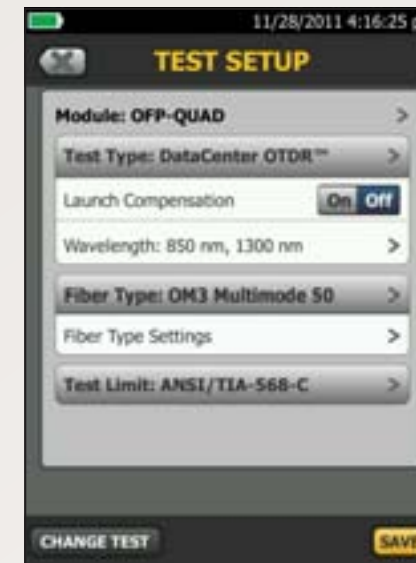 11/28/2011 4:16:25 p
TEST SETUP
Module: OFP-QUAD >
Test Type: DataCenter OTDR™ >
Launch Compensation On Off
Wavelength: 850 nm, 1300 nm >
Fiber Type: OM3 Multimode 50 >
Fiber Type Settings >
Test Limit: ANSI/TIA-568-C >
CHANGE TEST SAVE